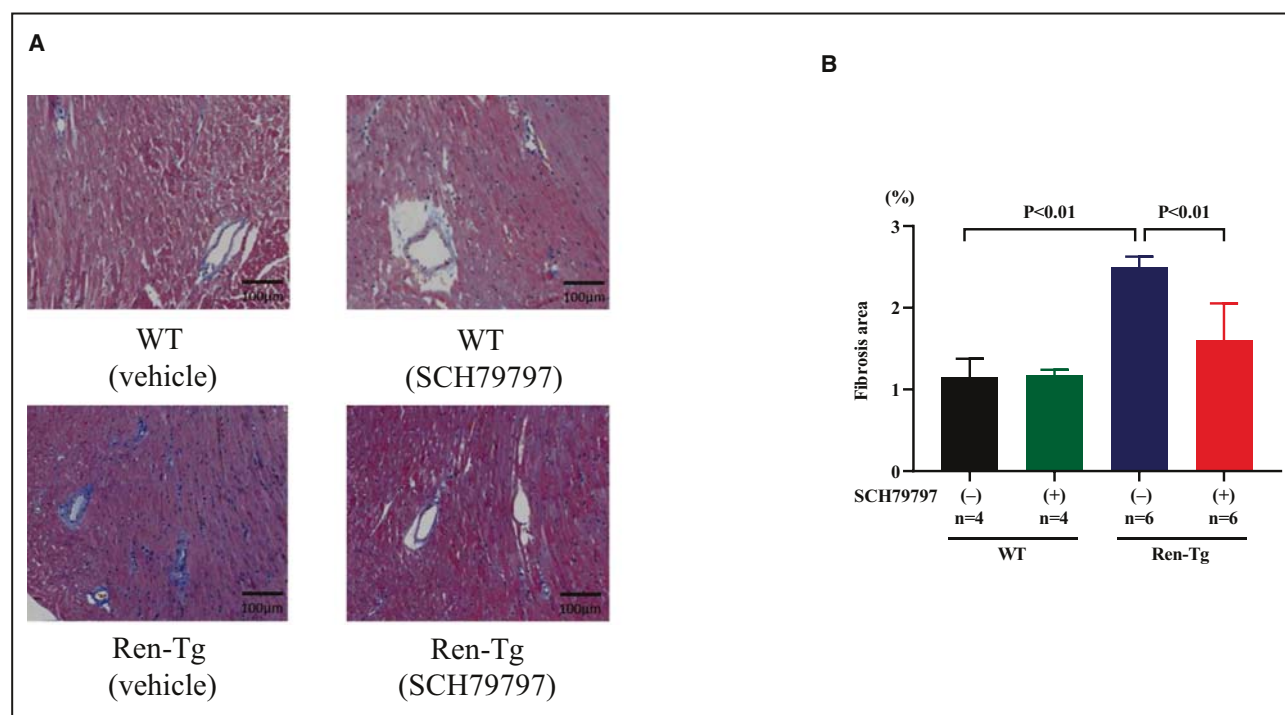 A
100μm
100μm
WT
(vehicle)
WT
(SCH79797)
100μm
100μm
Ren-Tg
(vehicle)
Ren-Tg
(SCH79797)
B
(%)
P<0.01
P<0.01
3
2
1
0
Fibrosis area
SCH79797 (–) (+) (–) (+)
n=4 n=4 n=6 n=6
WT Ren-Tg